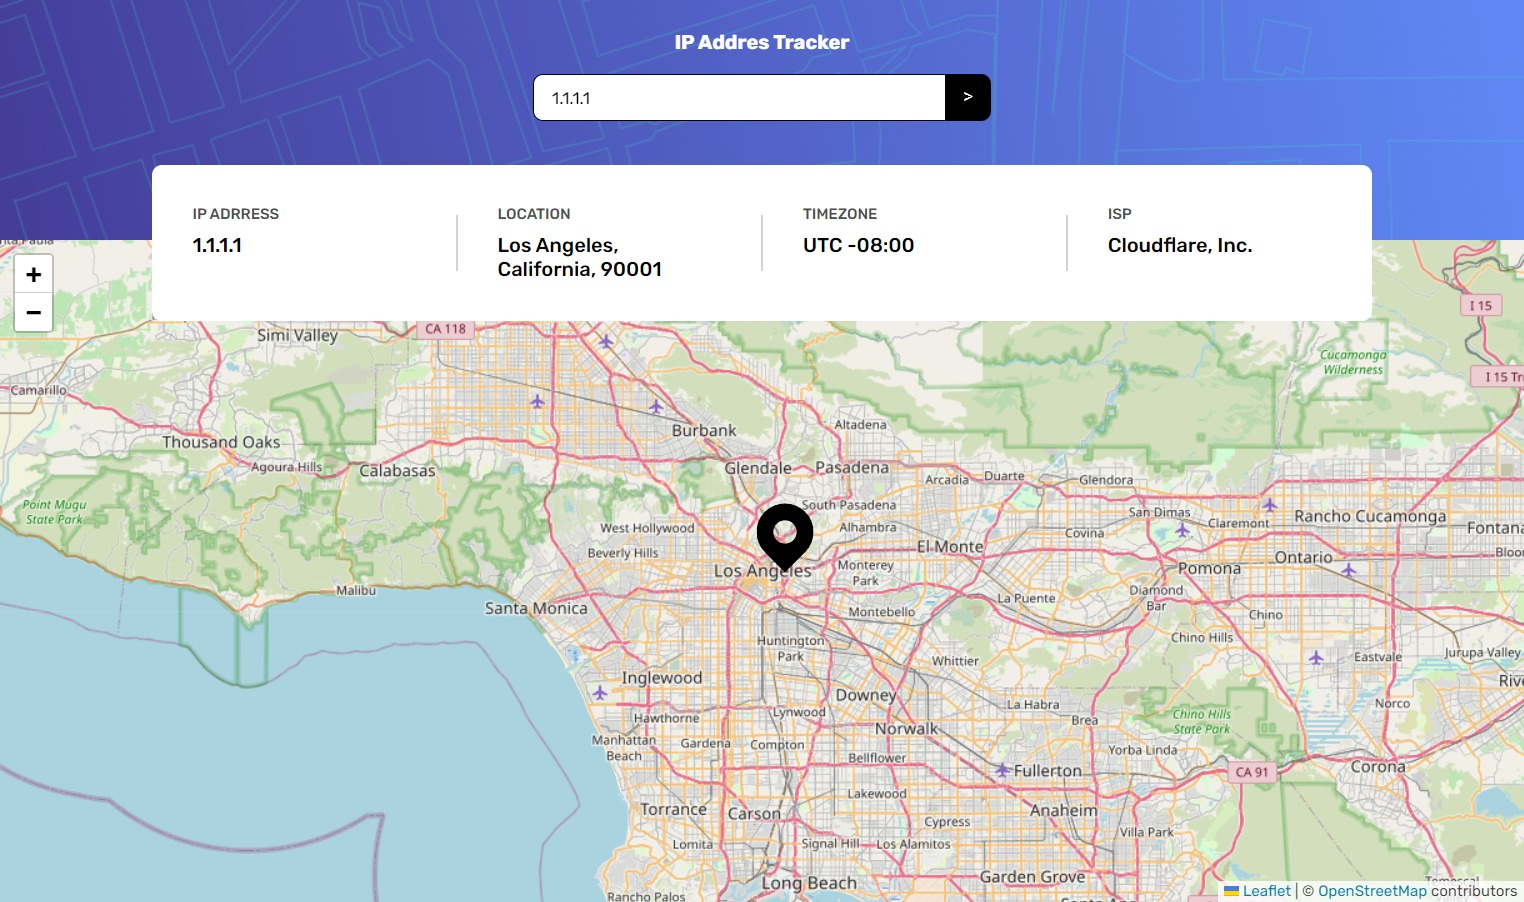 IP Addres Tracker
1.1.1.1
>
IP ADRRESS
1.1.1.1
LOCATION
Los Angeles,
California, 90001
TIMEZONE
UTC -08:00
ISP
Cloudflare, Inc.
+
−
I 15
CA 118
Simi Valley
Cucamonga
Wilderness
I 15
Camarillo
Burbank
Altadena
Thousand Oaks
Agoura Hills
Calabasas
Glendale
Pasadena
Arcadia
Duarte
Glendora
Point Mugu
State Park
South Pasadena
San Dimas
Claremont
Rancho Cucamonga
West Hollywood
Alhambra
Covina
Beverly Hills
El Monte
Ontario
Los Angeles
Monterey
Park
Pomona
Malibu
Santa Monica
La Puente
Diamond
Bar
Montebello
Chino
Huntington
Park
Chino Hills
Whittier
Eastvale
Jurupa Valley
Inglewood
Downey
La Habra
Norco
Hawthorne
Lynwood
Brea
Chino Hills
State Park
Norwalk
Manhattan
Beach
Gardena
Compton
Yorba Linda
Bellflower
Fullerton
CA 91
Corona
Lakewood
Torrance
Carson
Anaheim
Cypress
Villa Park
Lomita
Signal Hill
Los Alamitos
Long Beach
Garden Grove
Rancho Palos
Leaflet | © OpenStreetMap contributors